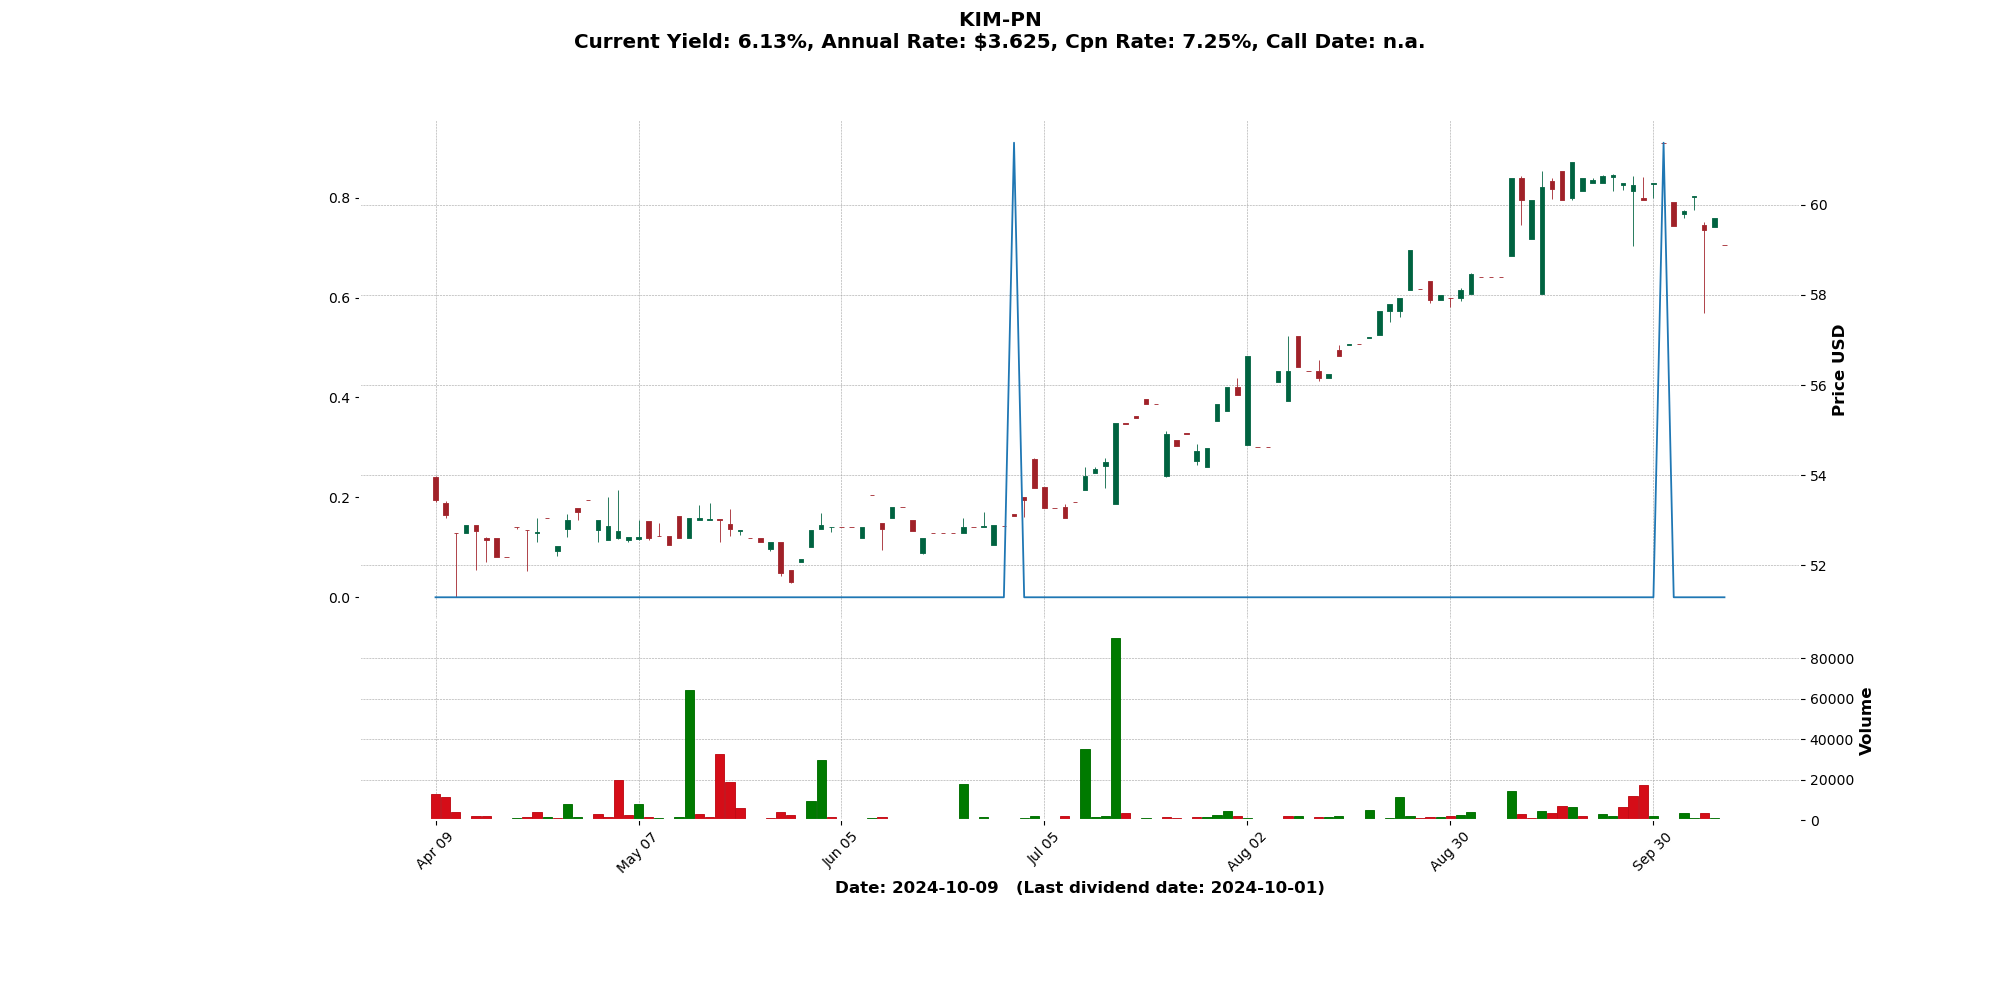 KIM-PN
Current Yield: 6.13%, Annual Rate: $3.625, Cpn Rate: 7.25%, Call Date: n.a.
0.8
0.6
0.4
0.2
0.0
60
58
56
54
52
Price USD
80000
60000
40000
20000
0
Volume
Apr 09
May 07
Jun 05
Jul 05
Aug 02
Aug 30
Sep 30
Date: 2024-10-09   (Last dividend date: 2024-10-01)